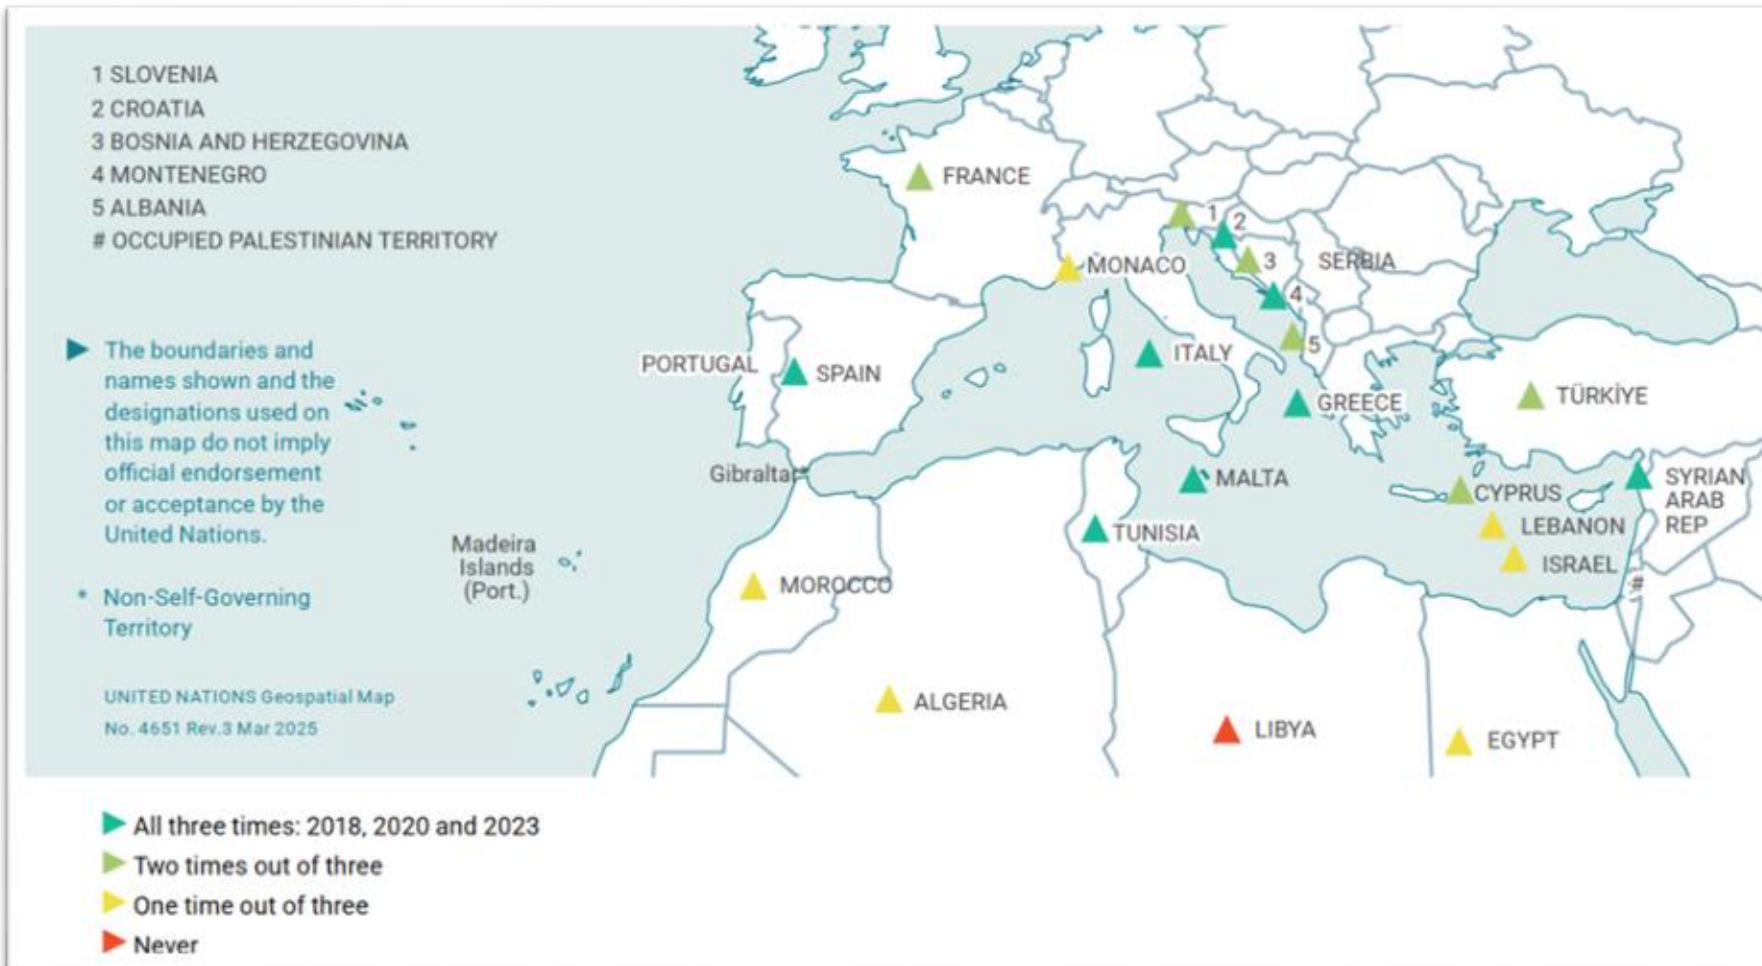 1 SLOVENIA
2 CROATIA
3 BOSNIA AND HERZEGOVINA
4 MONTENEGRO
5 ALBANIA
# OCCUPIED PALESTINIAN TERRITORY
The boundaries and
names shown and the
designations used on
this map do not imply
official endorsement
or acceptance by the
United Nations.
* Non-Self-Governing
Territory
UNITED NATIONS Geospatial Map
No. 4651 Rev.3 Mar 2025
FRANCE
1
2
MONACO
3
SERBIA
4
5
PORTUGAL
SPAIN
ITALY
GREECE
TÜRKİYE
Gibraltar*
MALTA
CYPRUS
SYRIAN
ARAB
REP
TUNISIA
LEBANON
ISRAEL
#
Madeira
Islands
(Port.)
MOROCCO
ALGERIA
LIBYA
EGYPT
All three times: 2018, 2020 and 2023
Two times out of three
One time out of three
Never